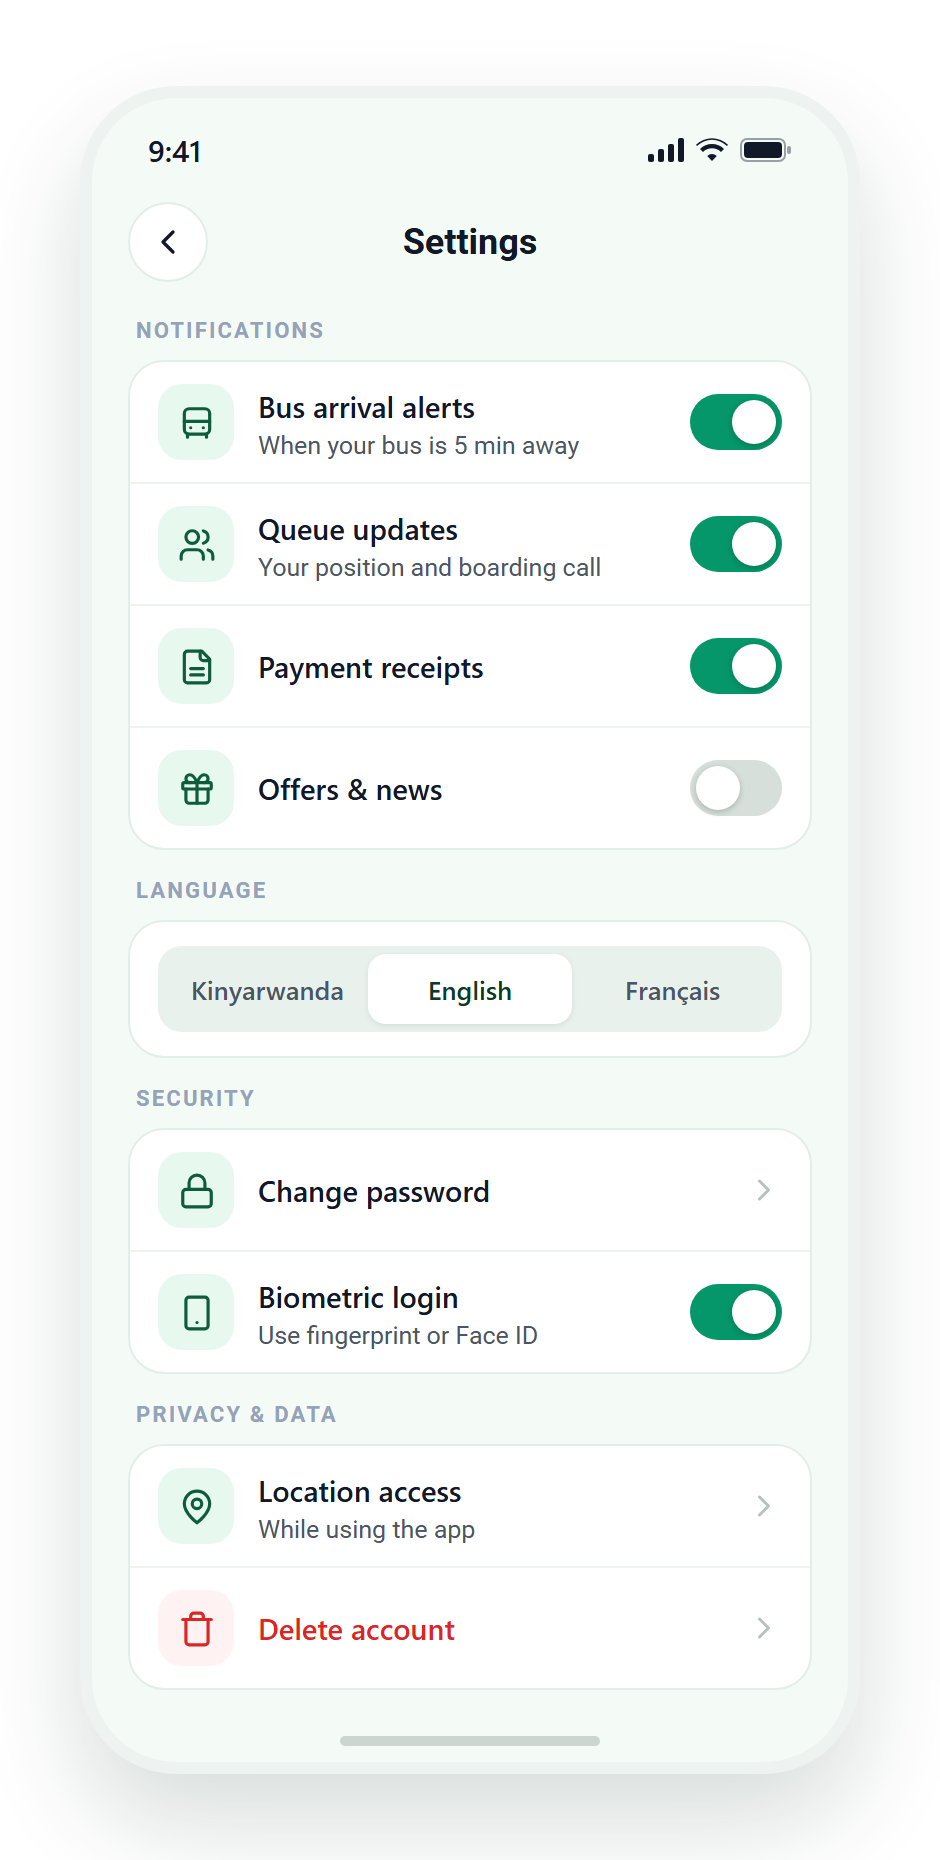 9:41
Settings
NOTIFICATIONS
Bus arrival alerts
When your bus is 5 min away
Queue updates
Your position and boarding call
Payment receipts
Offers & news
LANGUAGE
Kinyarwanda English Français
SECURITY
Change password
Biometric login
Use fingerprint or Face ID
PRIVACY & DATA
Location access
While using the app
Delete account